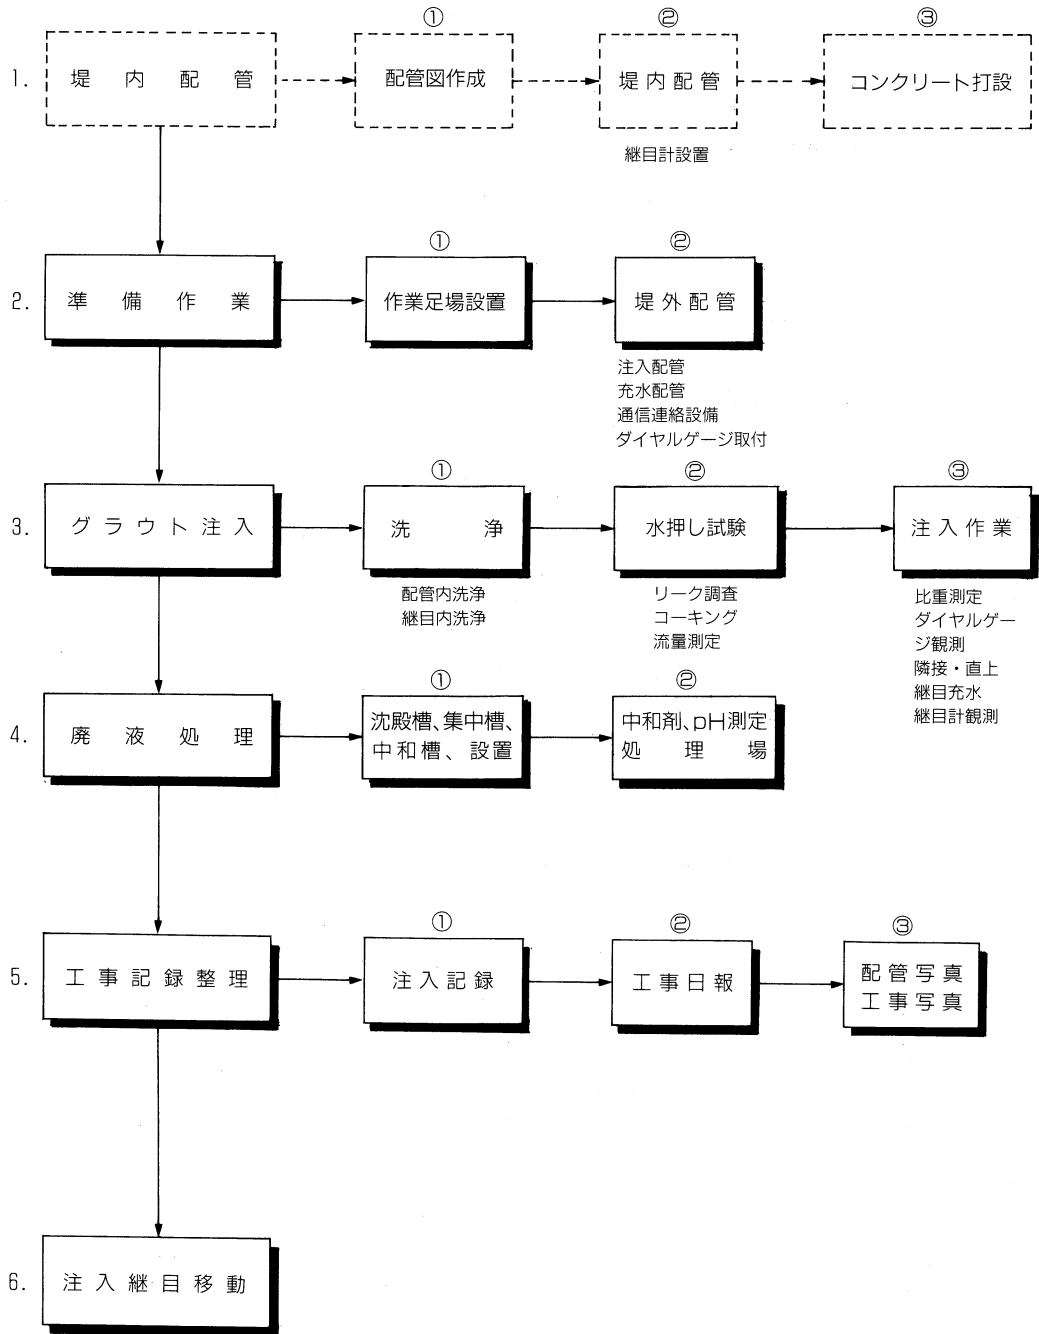 ①
②
③
1.
堤内配管
配管図作成
堤内配管
コンクリート打設
継目計設置
①
②
2.
準備作業
作業足場設置
堤外配管
注入配管
充水配管
通信連絡設備
ダイヤルゲージ取付
①
②
③
3.
グラウト注入
洗浄
水押し試験
注入作業
配管内洗浄
継目内洗浄
リーク調査
コーキング
流量測定
比重測定
ダイヤルゲー
ジ観測
隣接・直上
継目充水
継目計観測
①
②
4.
廃液処理
沈殿槽、集中槽、
中和槽、設置
中和剤、pH測定
処理場
①
②
③
5.
工事記録整理
注入記録
工事日報
配管写真
工事写真
6.
注入継目移動